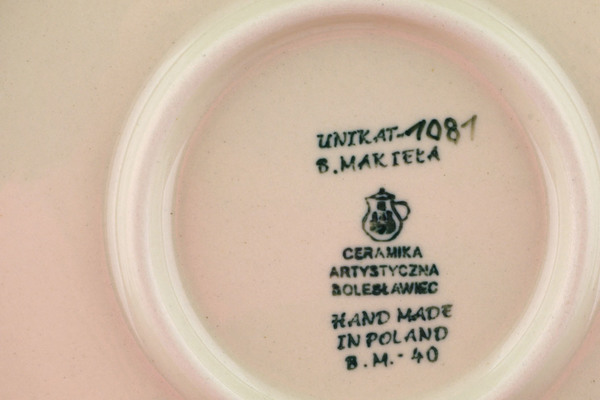 UNIKAT-1081
B.MAKIEŁA
CERAMIKA
ARTYSTYCZNA
BOLESŁAWIEC
HAND MADE
IN POLAND
B.M.-40